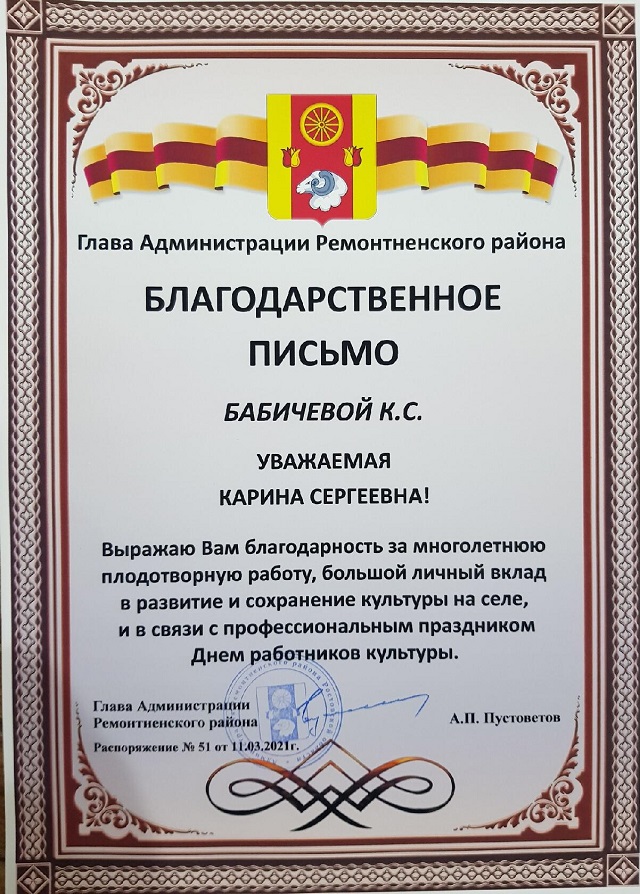 Глава Администрации Ремонтненского района
БЛАГОДАРСТВЕННОЕ
ПИСЬМО
БАБИЧЕВОЙ К.С.
УВАЖАЕМАЯ
КАРИНА СЕРГЕЕВНА!
Выражаю Вам благодарность за многолетнюю
плодотворную работу, большой личный вклад
в развитие и сохранение культуры на селе,
и в связи с профессиональным праздником
Днем работников культуры.
Глава Администрации
Ремонтненского района
А.П. Пустоветов
Распоряжение № 51 от 11.03.2021г.